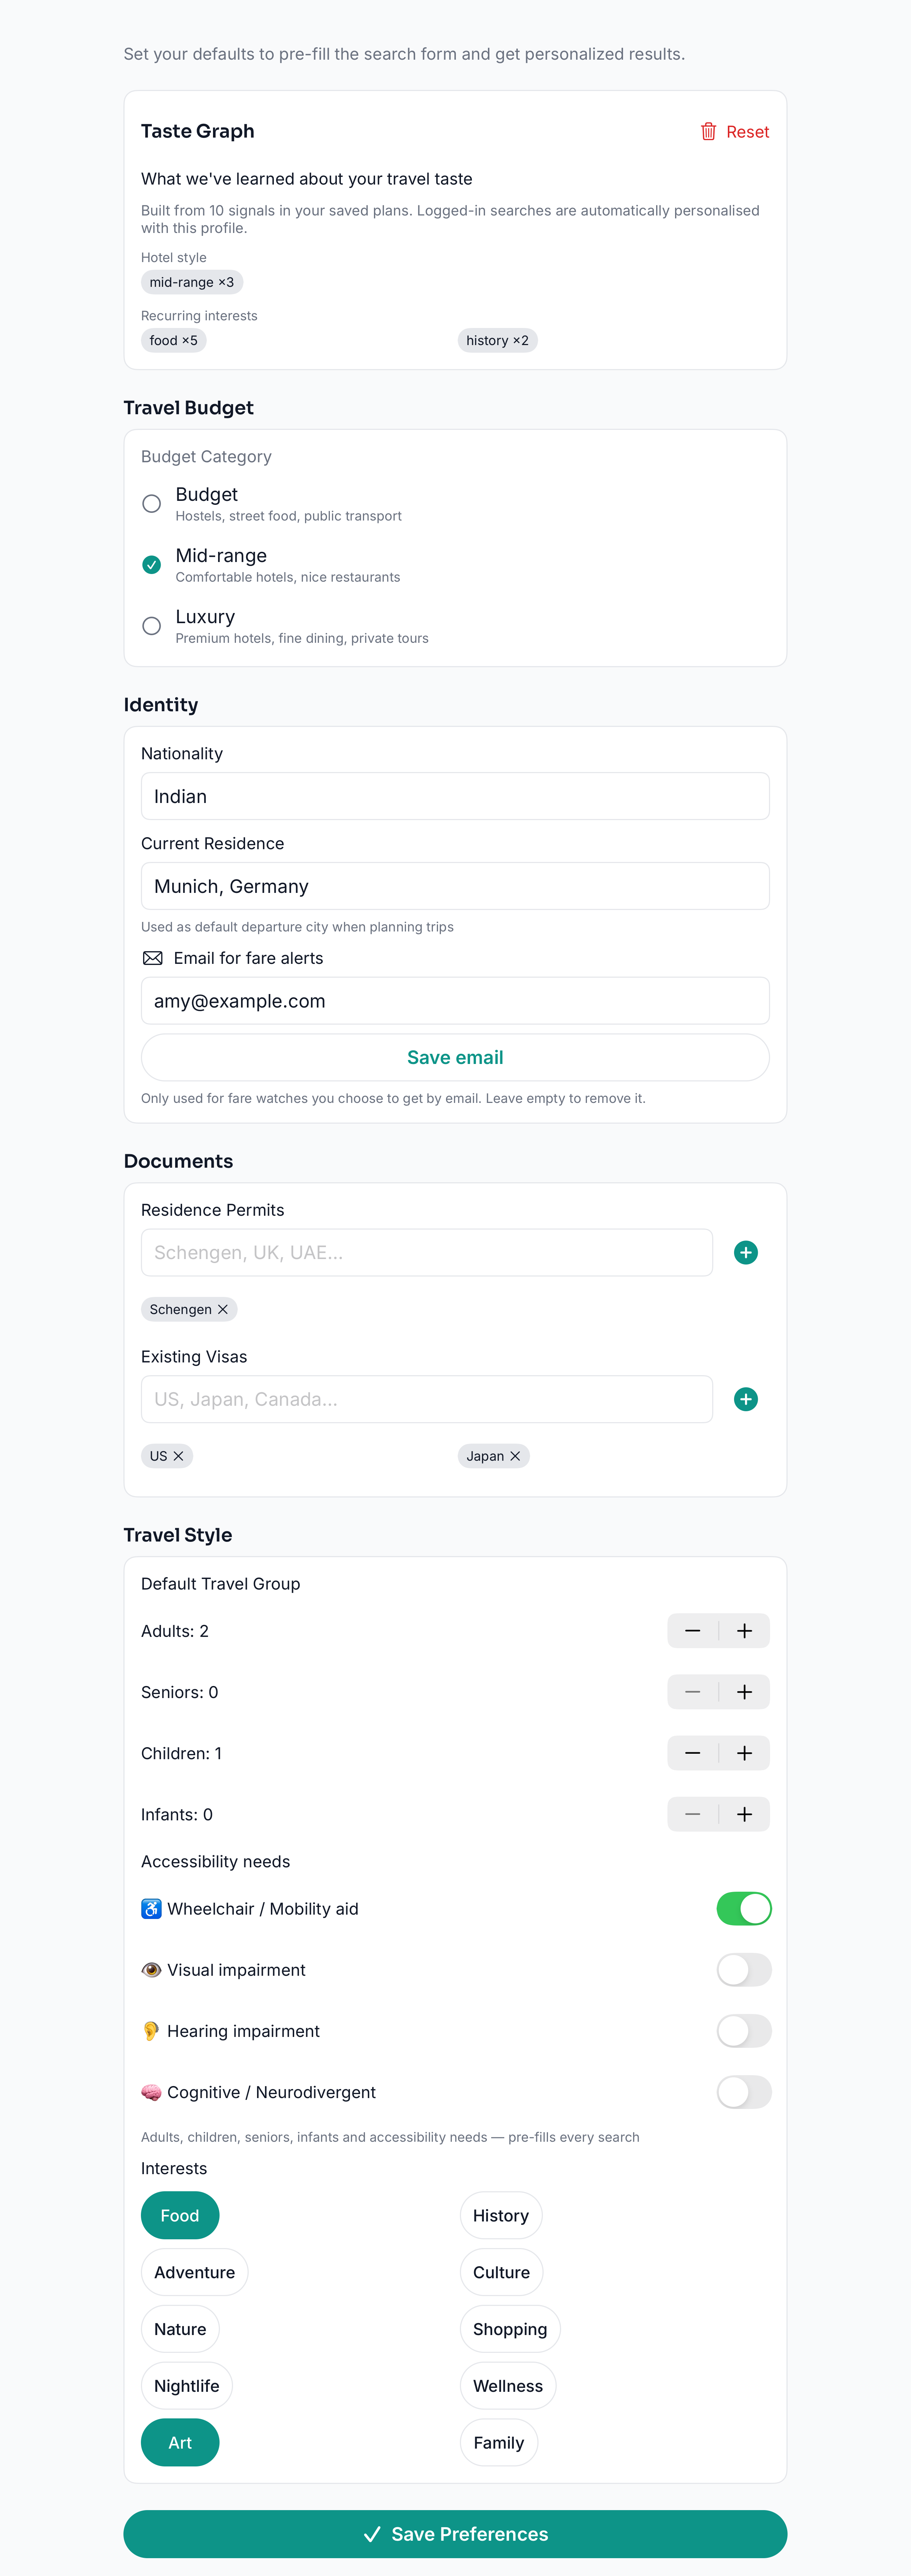 Set your defaults to pre-fill the search form and get personalized results.
Taste Graph
Reset
What we've learned about your travel taste
Built from 10 signals in your saved plans. Logged-in searches are automatically personalised
with this profile.
Hotel style
mid-range ×3
Recurring interests
food ×5
history ×2
Travel Budget
Budget Category
Budget
Hostels, street food, public transport
Mid-range
Comfortable hotels, nice restaurants
Luxury
Premium hotels, fine dining, private tours
Identity
Nationality
Indian
Current Residence
Munich, Germany
Used as default departure city when planning trips
Email for fare alerts
amy@example.com
Save email
Only used for fare watches you choose to get by email. Leave empty to remove it.
Documents
Residence Permits
Schengen, UK, UAE...
Schengen
Existing Visas
US, Japan, Canada...
US
Japan
Travel Style
Default Travel Group
Adults: 2
Seniors: 0
Children: 1
Infants: 0
Accessibility needs
Wheelchair / Mobility aid
Visual impairment
Hearing impairment
Cognitive / Neurodivergent
Adults, children, seniors, infants and accessibility needs — pre-fills every search
Interests
Food
History
Adventure
Culture
Nature
Shopping
Nightlife
Wellness
Art
Family
Save Preferences